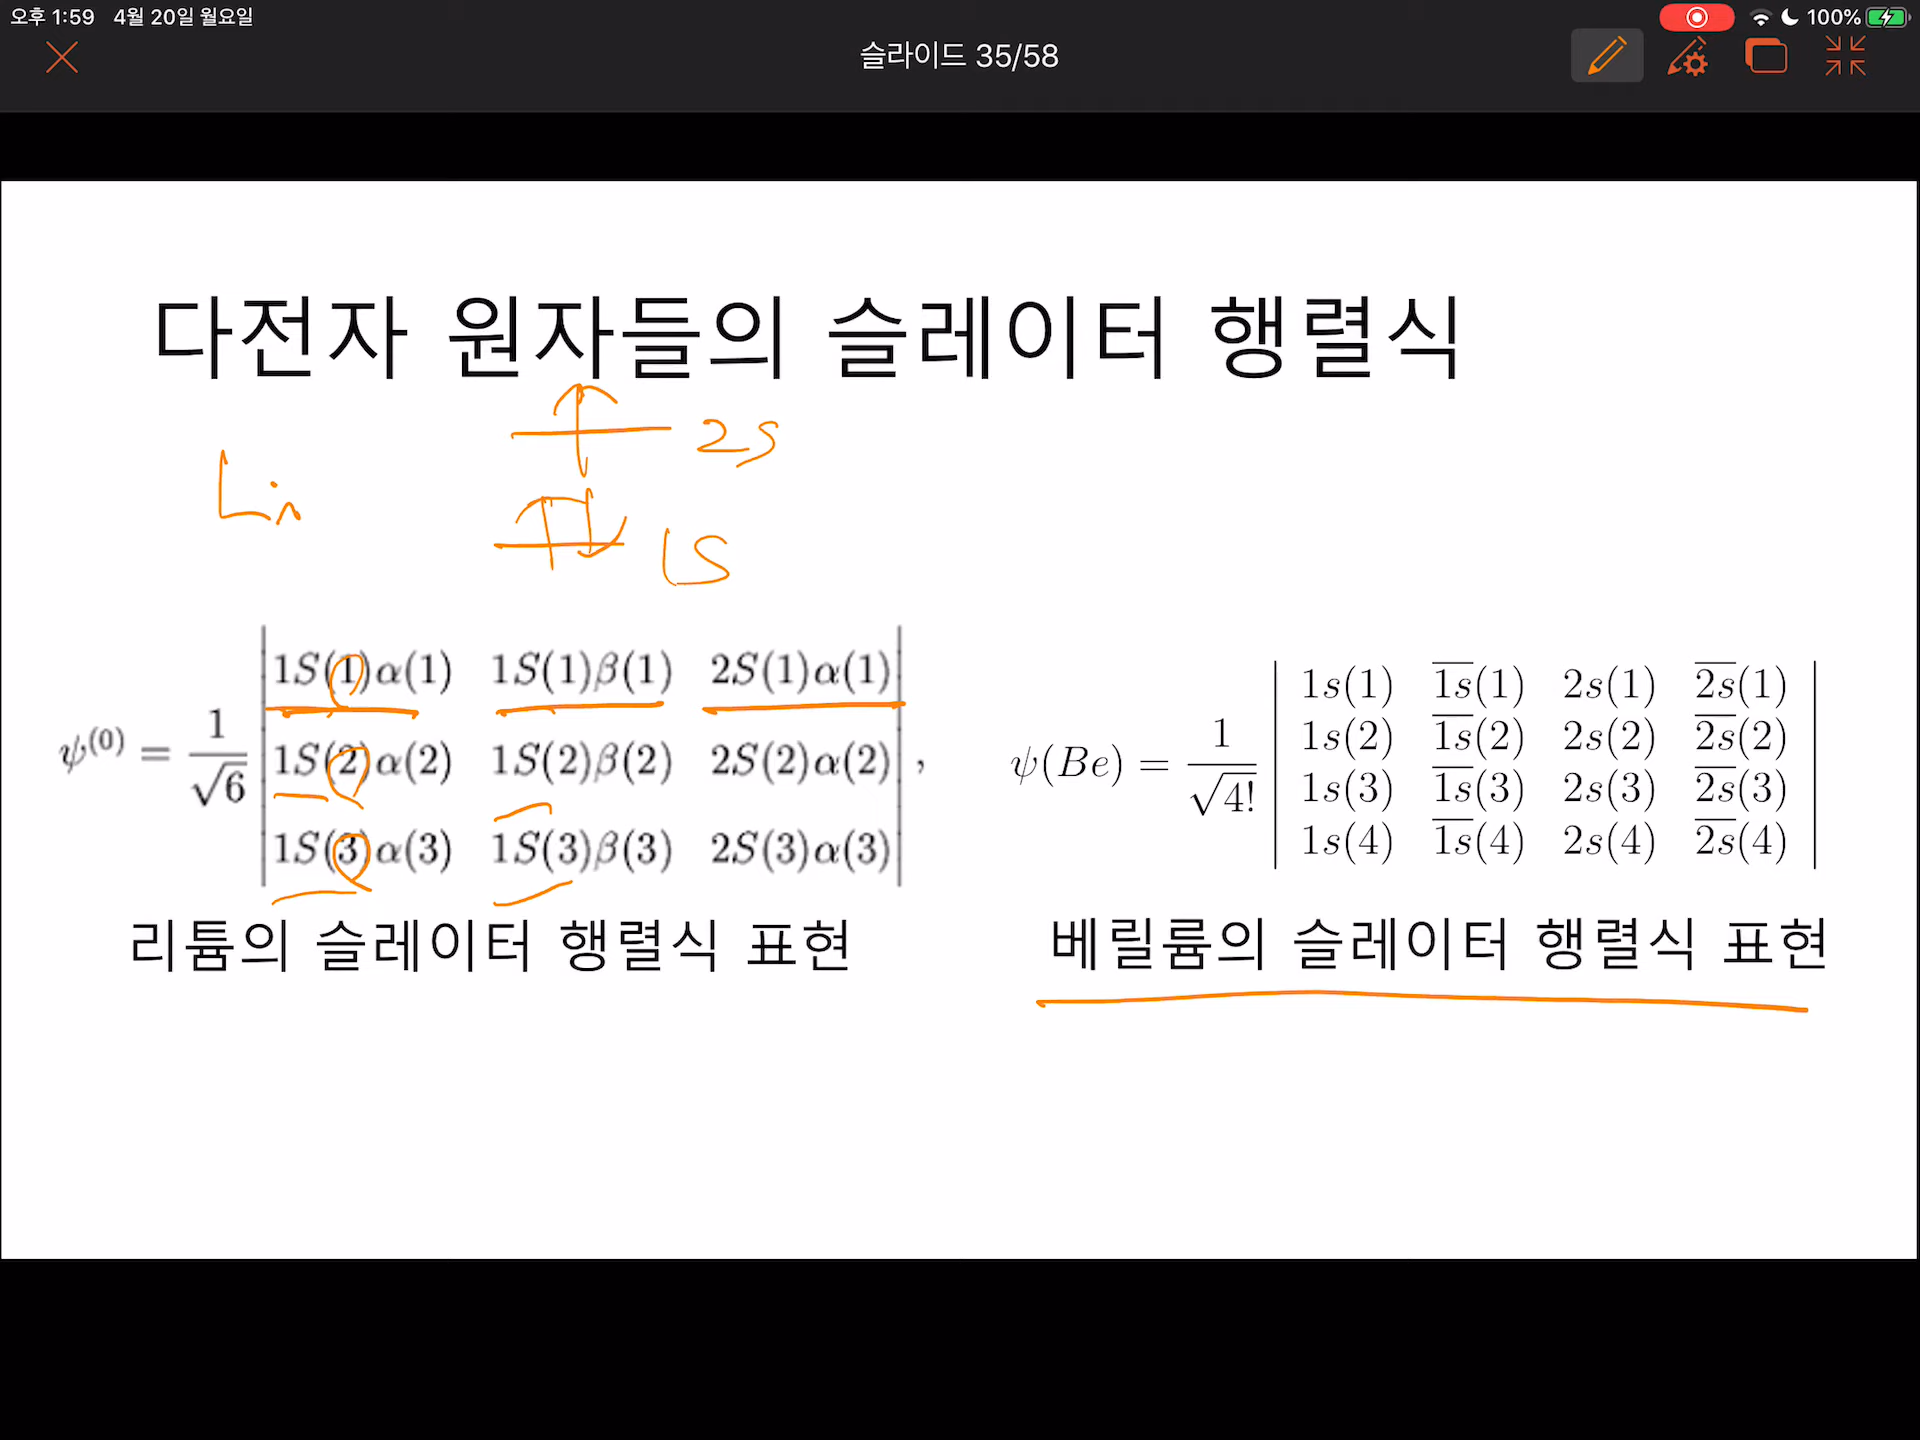 오후 1:59 4월 20일 월요일 100%
슬라이드 35/58
다전자 원자들의 슬레이터 행렬식
2s
Li
1S
1S(1)α(1) 1S(1)β(1) 2S(1)α(1)
ψ⁽⁰⁾ = 1/√6 1S(2)α(2) 1S(2)β(2) 2S(2)α(2) ,
1S(3)α(3) 1S(3)β(3) 2S(3)α(3)
리튬의 슬레이터 행렬식 표현
1s(1) 1̅s̅(1) 2s(1) 2̅s̅(1)
1s(2) 1̅s̅(2) 2s(2) 2̅s̅(2)
ψ(Be) = 1/√4!
1s(3) 1̅s̅(3) 2s(3) 2̅s̅(3)
1s(4) 1̅s̅(4) 2s(4) 2̅s̅(4)
베릴륨의 슬레이터 행렬식 표현